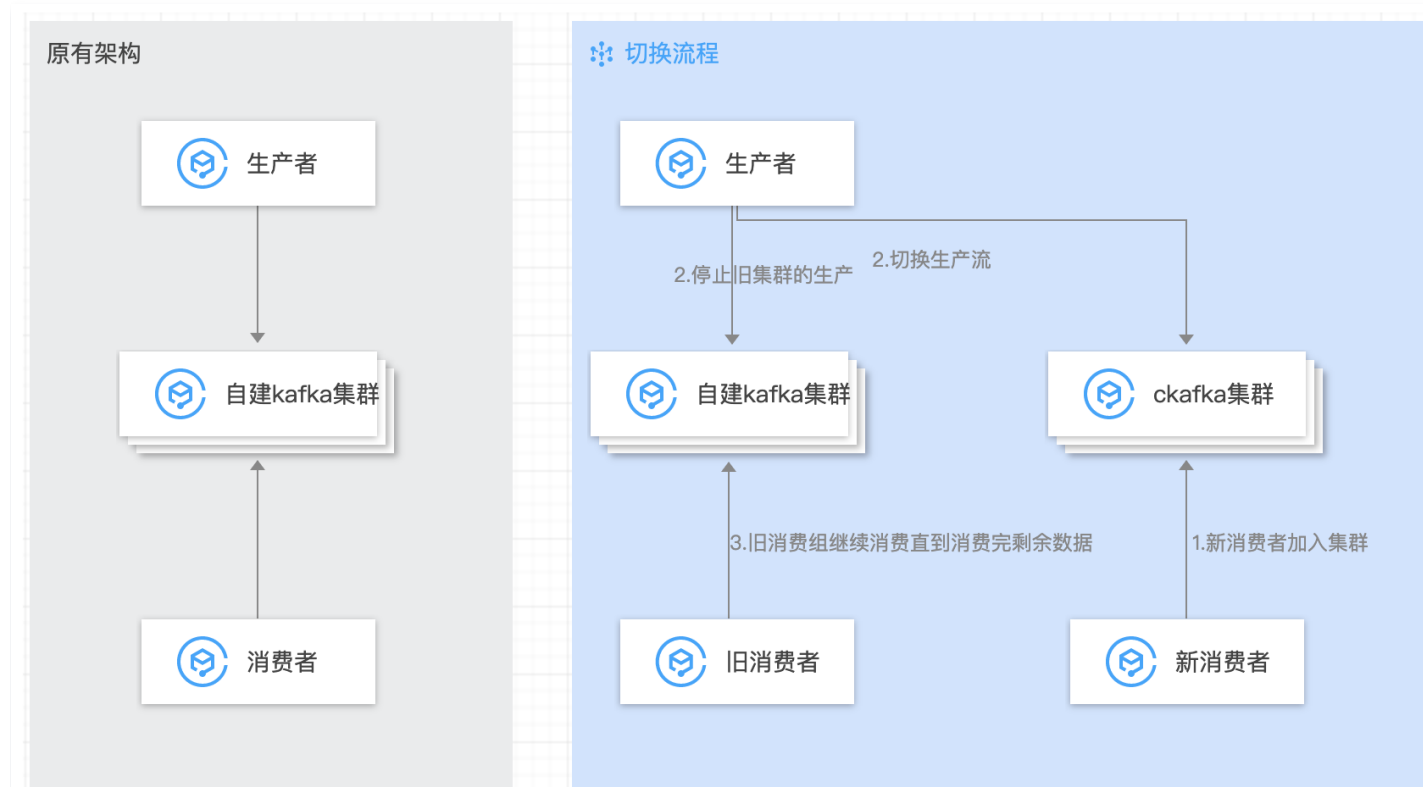 原有架构
生产者
自建kafka集群
消费者
切换流程
生产者
2.停止旧集群的生产
2.切换生产流
自建kafka集群
ckafka集群
3.旧消费组继续消费直到消费完剩余数据
1.新消费者加入集群
旧消费者
新消费者